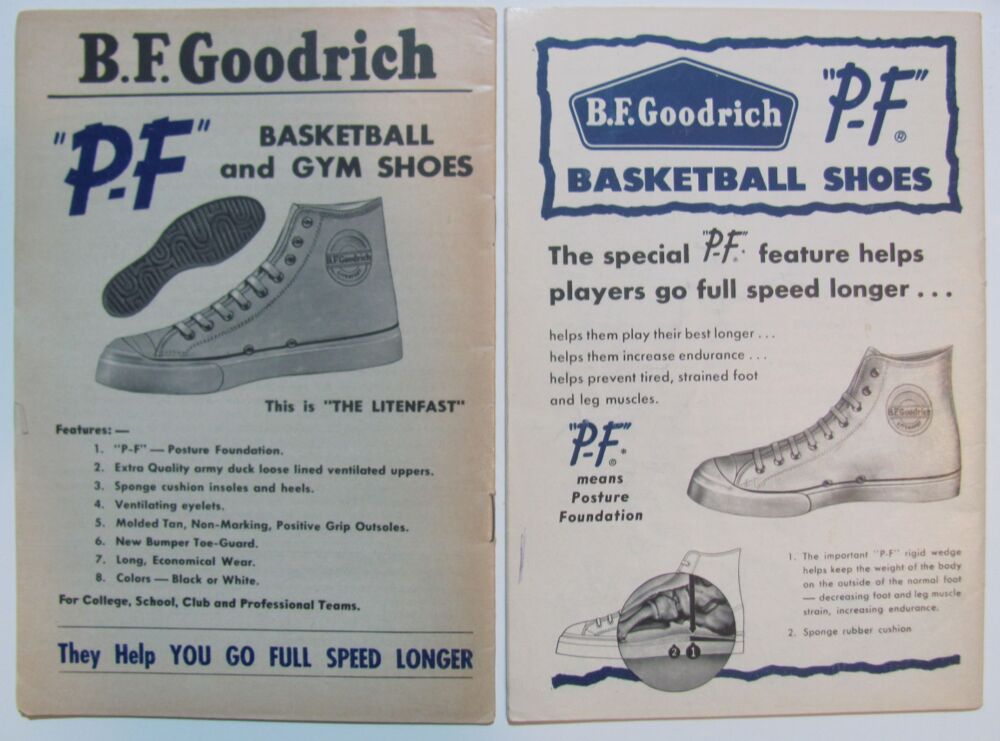 B.F. Goodrich
"P-F"
BASKETBALL
and GYM SHOES
B.F. Goodrich
This is "THE LITENFAST"
Features: —
1. "P-F" — Posture Foundation.
2. Extra Quality army duck loose lined ventilated uppers.
3. Sponge cushion insoles and heels.
4. Ventilating eyelets.
5. Molded Tan, Non-Marking, Positive Grip Outsoles.
6. New Bumper Toe-Guard.
7. Long, Economical Wear.
8. Colors — Black or White.
For College, School, Club and Professional Teams.
They Help YOU GO FULL SPEED LONGER
B.F. Goodrich
"P-F"®
BASKETBALL SHOES
The special "P-F"® feature helps
players go full speed longer . . .
helps them play their best longer . . .
helps them increase endurance . . .
helps prevent tired, strained foot
and leg muscles.
B.F. Goodrich
"P-F"®*
means
Posture
Foundation
1. The important "P-F" rigid wedge
helps keep the weight of the body
on the outside of the normal foot
— decreasing foot and leg muscle
strain, increasing endurance.
2. Sponge rubber cushion
2 1